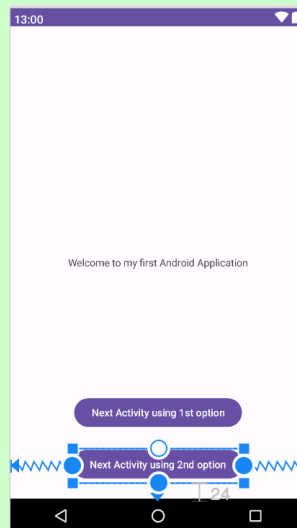 13:00
Welcome to my first Android Application
Next Activity using 1st option
Next Activity using 2nd option
24